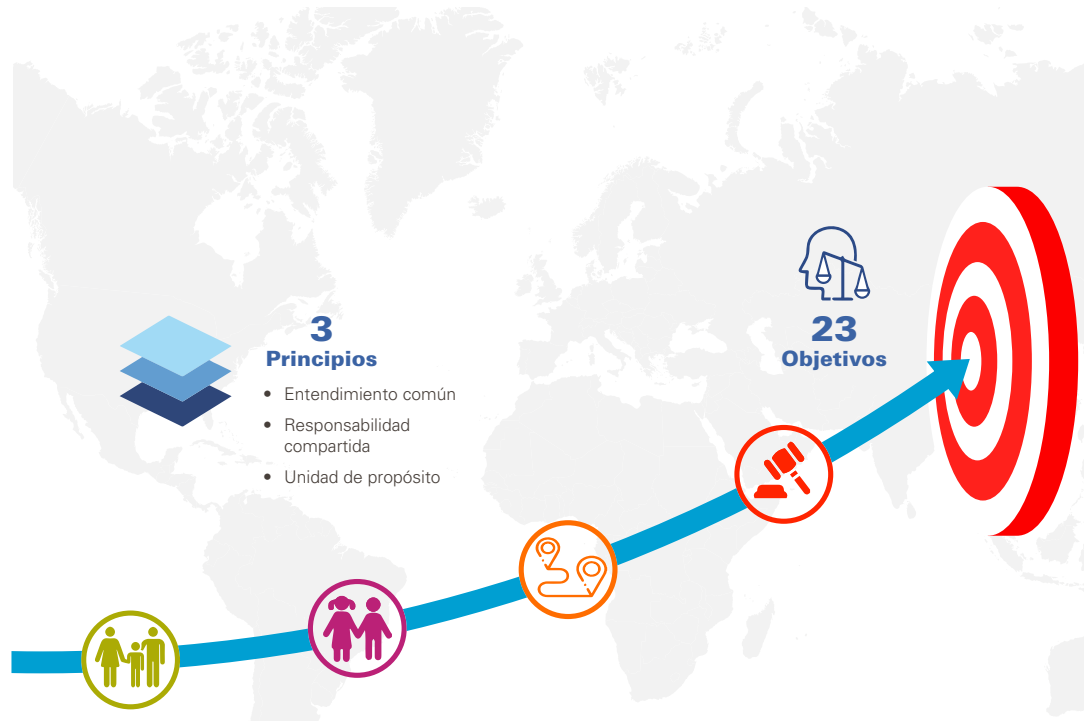 3
Principios
• Entendimiento común
• Responsabilidad
compartida
• Unidad de propósito
23
Objetivos